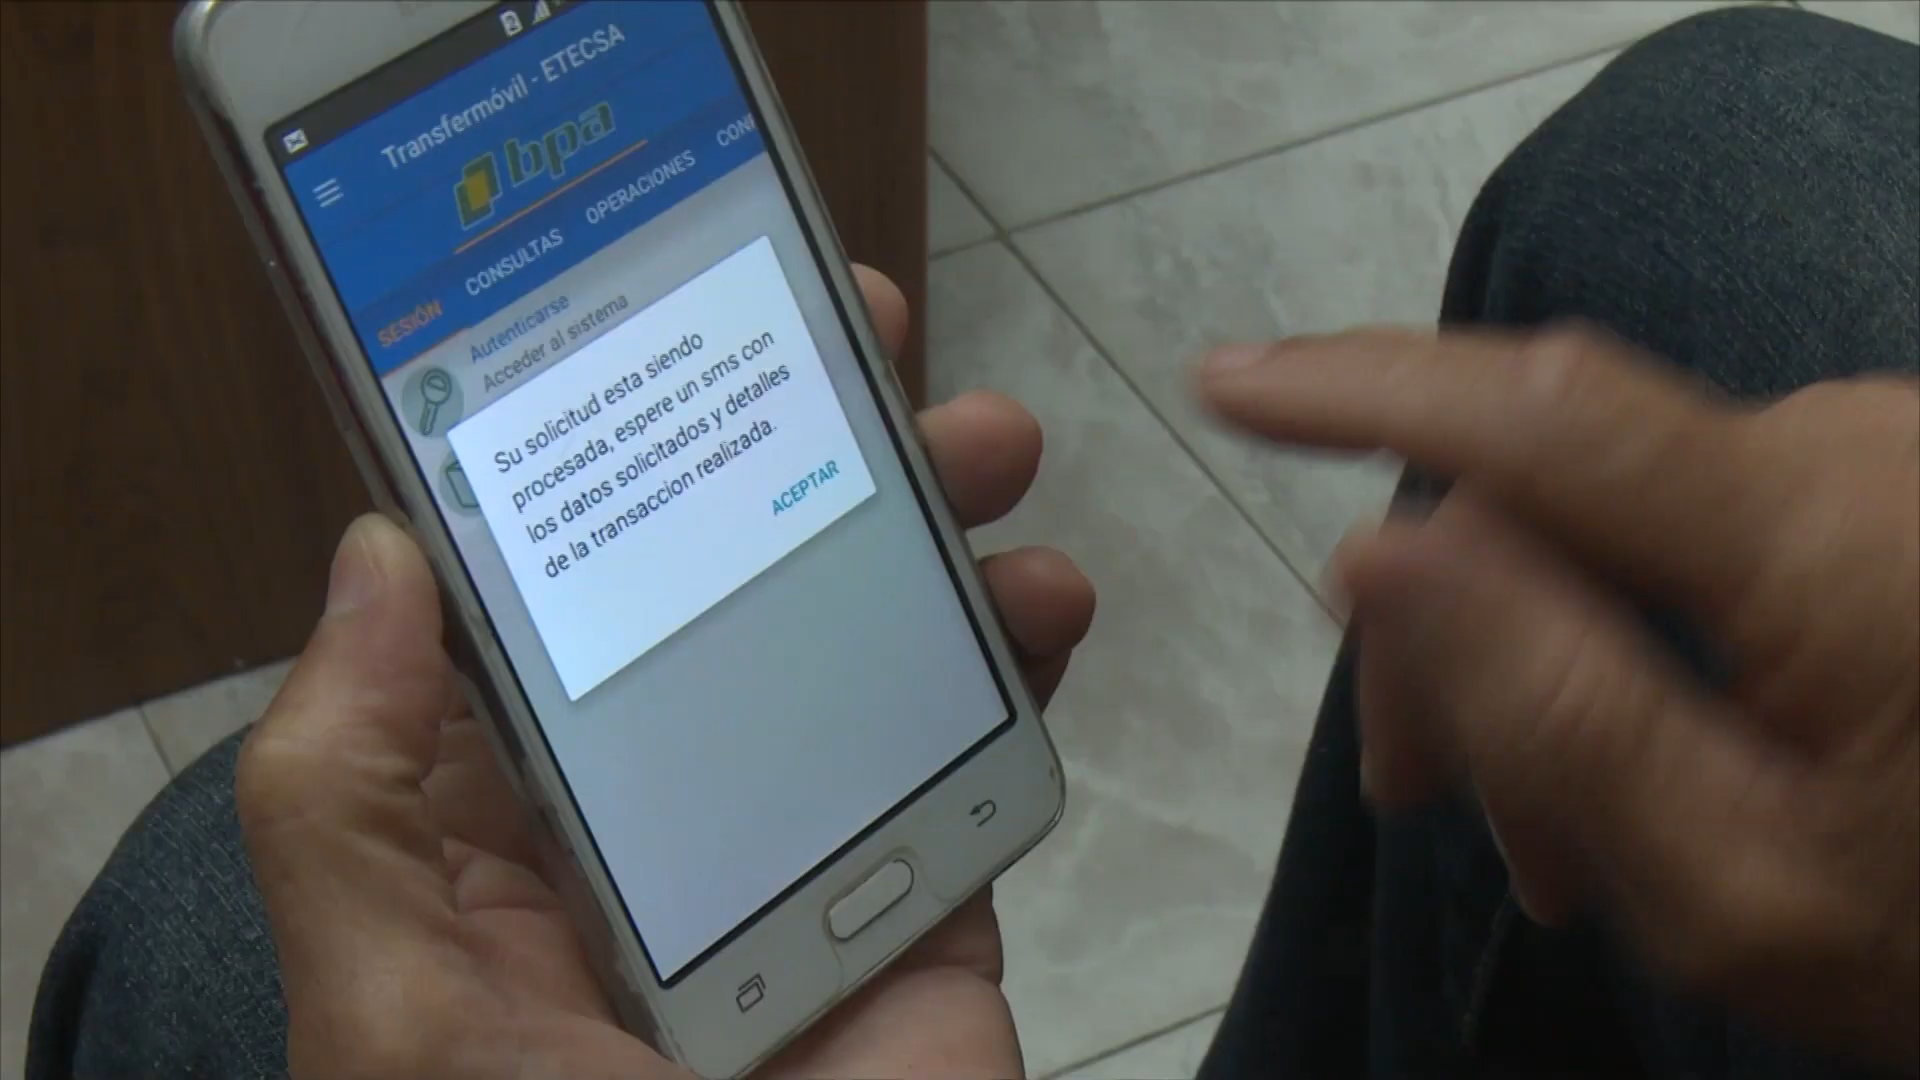 Transfermóvil - ETECSA
bpa
SESIÓN CONSULTAS OPERACIONES
Autenticarse
Acceder al sistema
Su solicitud esta siendo
procesada, espere un sms con
los datos solicitados y detalles
de la transaccion realizada.
ACEPTAR